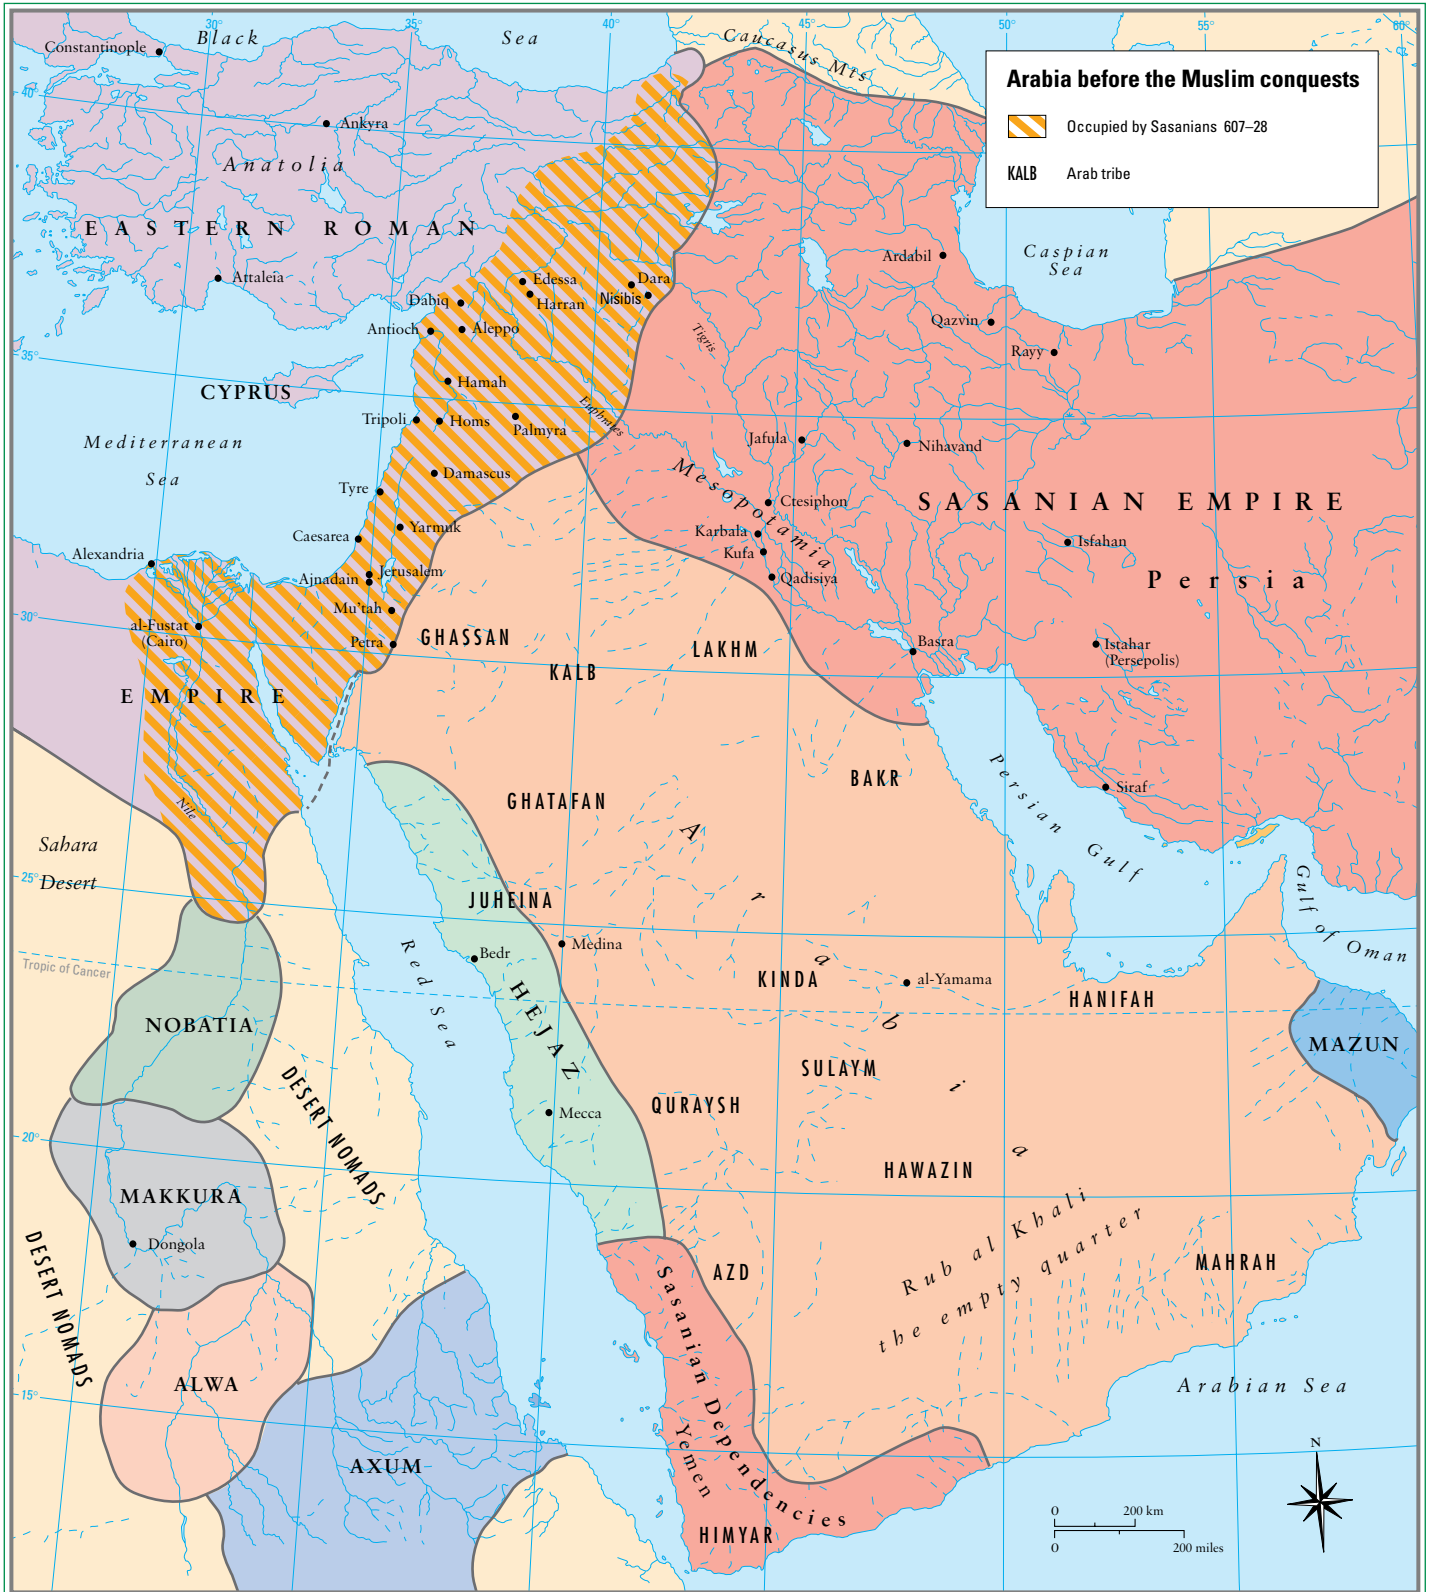 30°
35°
40°
45°
50°
55°
60°
Constantinople
Black
Sea
Caucasus Mts
Arabia before the Muslim conquests
Occupied by Sasanians 607–28
KALB
Arab tribe
40°
Ankyra
Anatolia
EASTERN ROMAN
Attaleia
Ardabil
Caspian
Sea
Edessa
Dara
Dabiq
Harran
Nisibis
Antioch
Aleppo
Tigris
Qazvin
Rayy
35°
CYPRUS
Hamah
Euphrates
Tripoli
Homs
Palmyra
Mediterranean
Sea
Jafula
Nihavand
Damascus
Mesopotamia
Tyre
Ctesiphon
SASANIAN EMPIRE
Yarmuk
Caesarea
Karbala
Isfahan
Alexandria
Kufa
Jerusalem
Ajnadain
Qadisiya
Persia
Mu'tah
30°
al-Fustat
(Cairo)
Petra
GHASSAN
LAKHM
Basra
Istahar
(Persepolis)
KALB
EMPIRE
Persian Gulf
BAKR
Siraf
GHATAFAN
Nile
Arabia
Sahara
Desert
25°
JUHEINA
Gulf of Oman
Medina
Bedr
Red Sea
Tropic of Cancer
KINDA
al-Yamama
HANIFAH
HEJAZ
NOBATIA
MAZUN
SULAYM
DESERT NOMADS
QURAYSH
Mecca
20°
HAWAZIN
MAKKURA
Rub al Khali
the empty quarter
Dongola
DESERT NOMADS
AZD
MAHRAH
Sasanian Dependencies
ALWA
Arabian Sea
15°
Yemen
AXUM
N
HIMYAR
0
200 km
0
200 miles